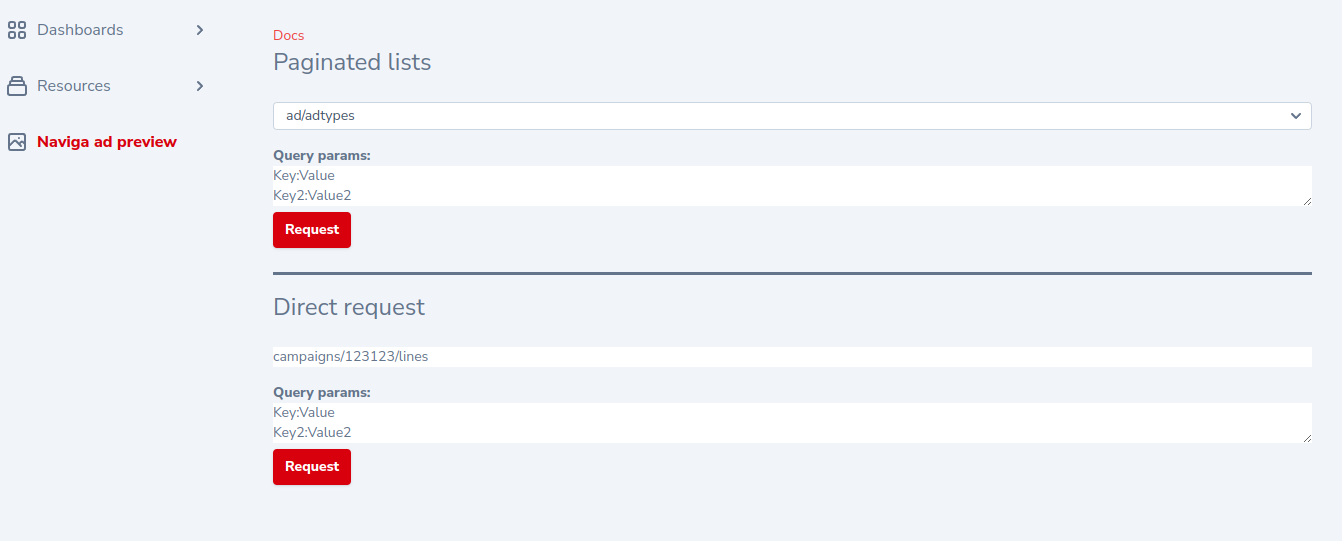 Dashboards
Resources
Naviga ad preview
Docs
Paginated lists
ad/adtypes
Query params:
Key:Value
Key2:Value2
Request
Direct request
campaigns/123123/lines
Query params:
Key:Value
Key2:Value2
Request